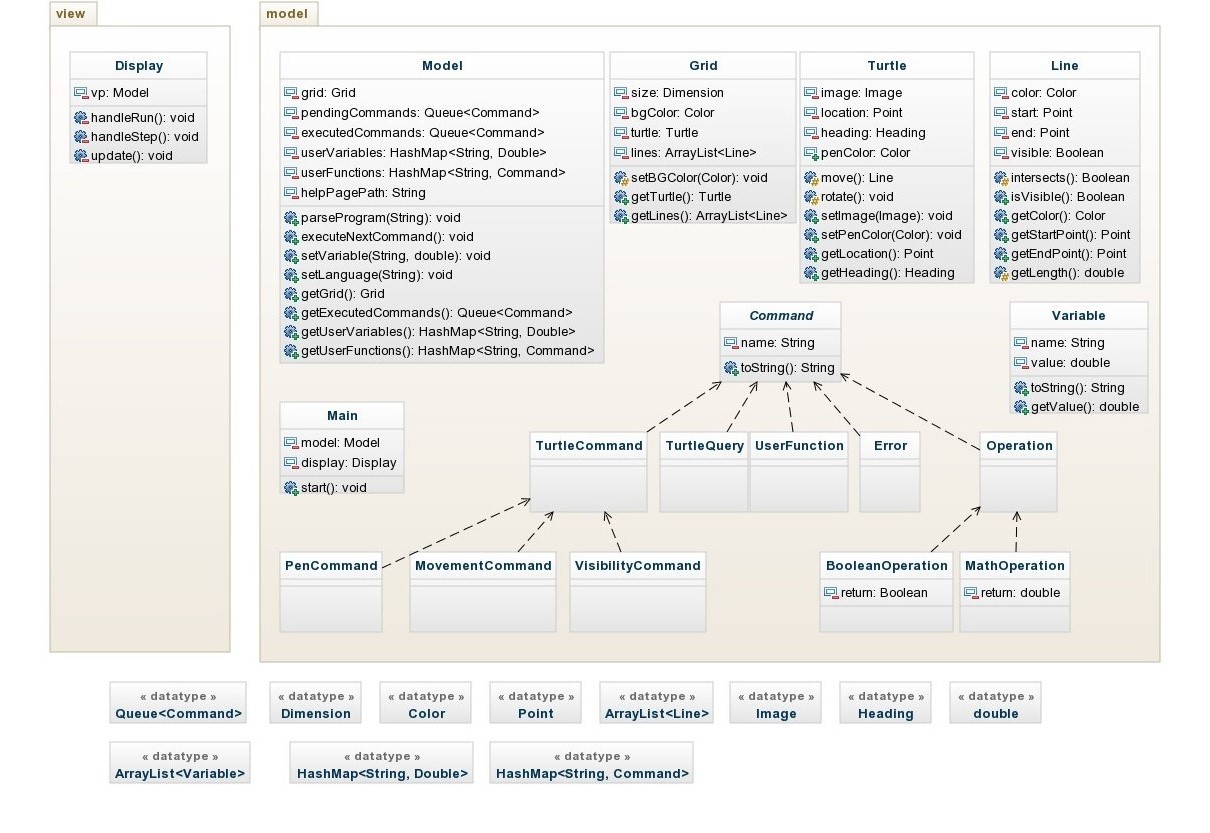 view
model
Display
vp: Model
handleRun(): void
handleStep(): void
update(): void
Model
grid: Grid
pendingCommands: Queue<Command>
executedCommands: Queue<Command>
userVariables: HashMap<String, Double>
userFunctions: HashMap<String, Command>
helpPagePath: String
parseProgram(String): void
executeNextCommand(): void
setVariable(String, double): void
setLanguage(String): void
getGrid(): Grid
getExecutedCommands(): Queue<Command>
getUserVariables(): HashMap<String, Double>
getUserFunctions(): HashMap<String, Command>
Grid
size: Dimension
bgColor: Color
turtle: Turtle
lines: ArrayList<Line>
setBGColor(Color): void
getTurtle(): Turtle
getLines(): ArrayList<Line>
Turtle
image: Image
location: Point
heading: Heading
penColor: Color
move(): Line
rotate(): void
setImage(Image): void
setPenColor(Color): void
getLocation(): Point
getHeading(): Heading
Line
color: Color
start: Point
end: Point
visible: Boolean
intersects(): Boolean
isVisible(): Boolean
getColor(): Color
getStartPoint(): Point
getEndPoint(): Point
getLength(): double
Command
name: String
toString(): String
Variable
name: String
value: double
toString(): String
getValue(): double
Main
model: Model
display: Display
start(): void
TurtleCommand
TurtleQuery
UserFunction
Error
Operation
PenCommand
MovementCommand
VisibilityCommand
BooleanOperation
return: Boolean
MathOperation
return: double
« datatype »
Queue<Command>
« datatype »
Dimension
« datatype »
Color
« datatype »
Point
« datatype »
ArrayList<Line>
« datatype »
Image
« datatype »
Heading
« datatype »
double
« datatype »
ArrayList<Variable>
« datatype »
HashMap<String, Double>
« datatype »
HashMap<String, Command>